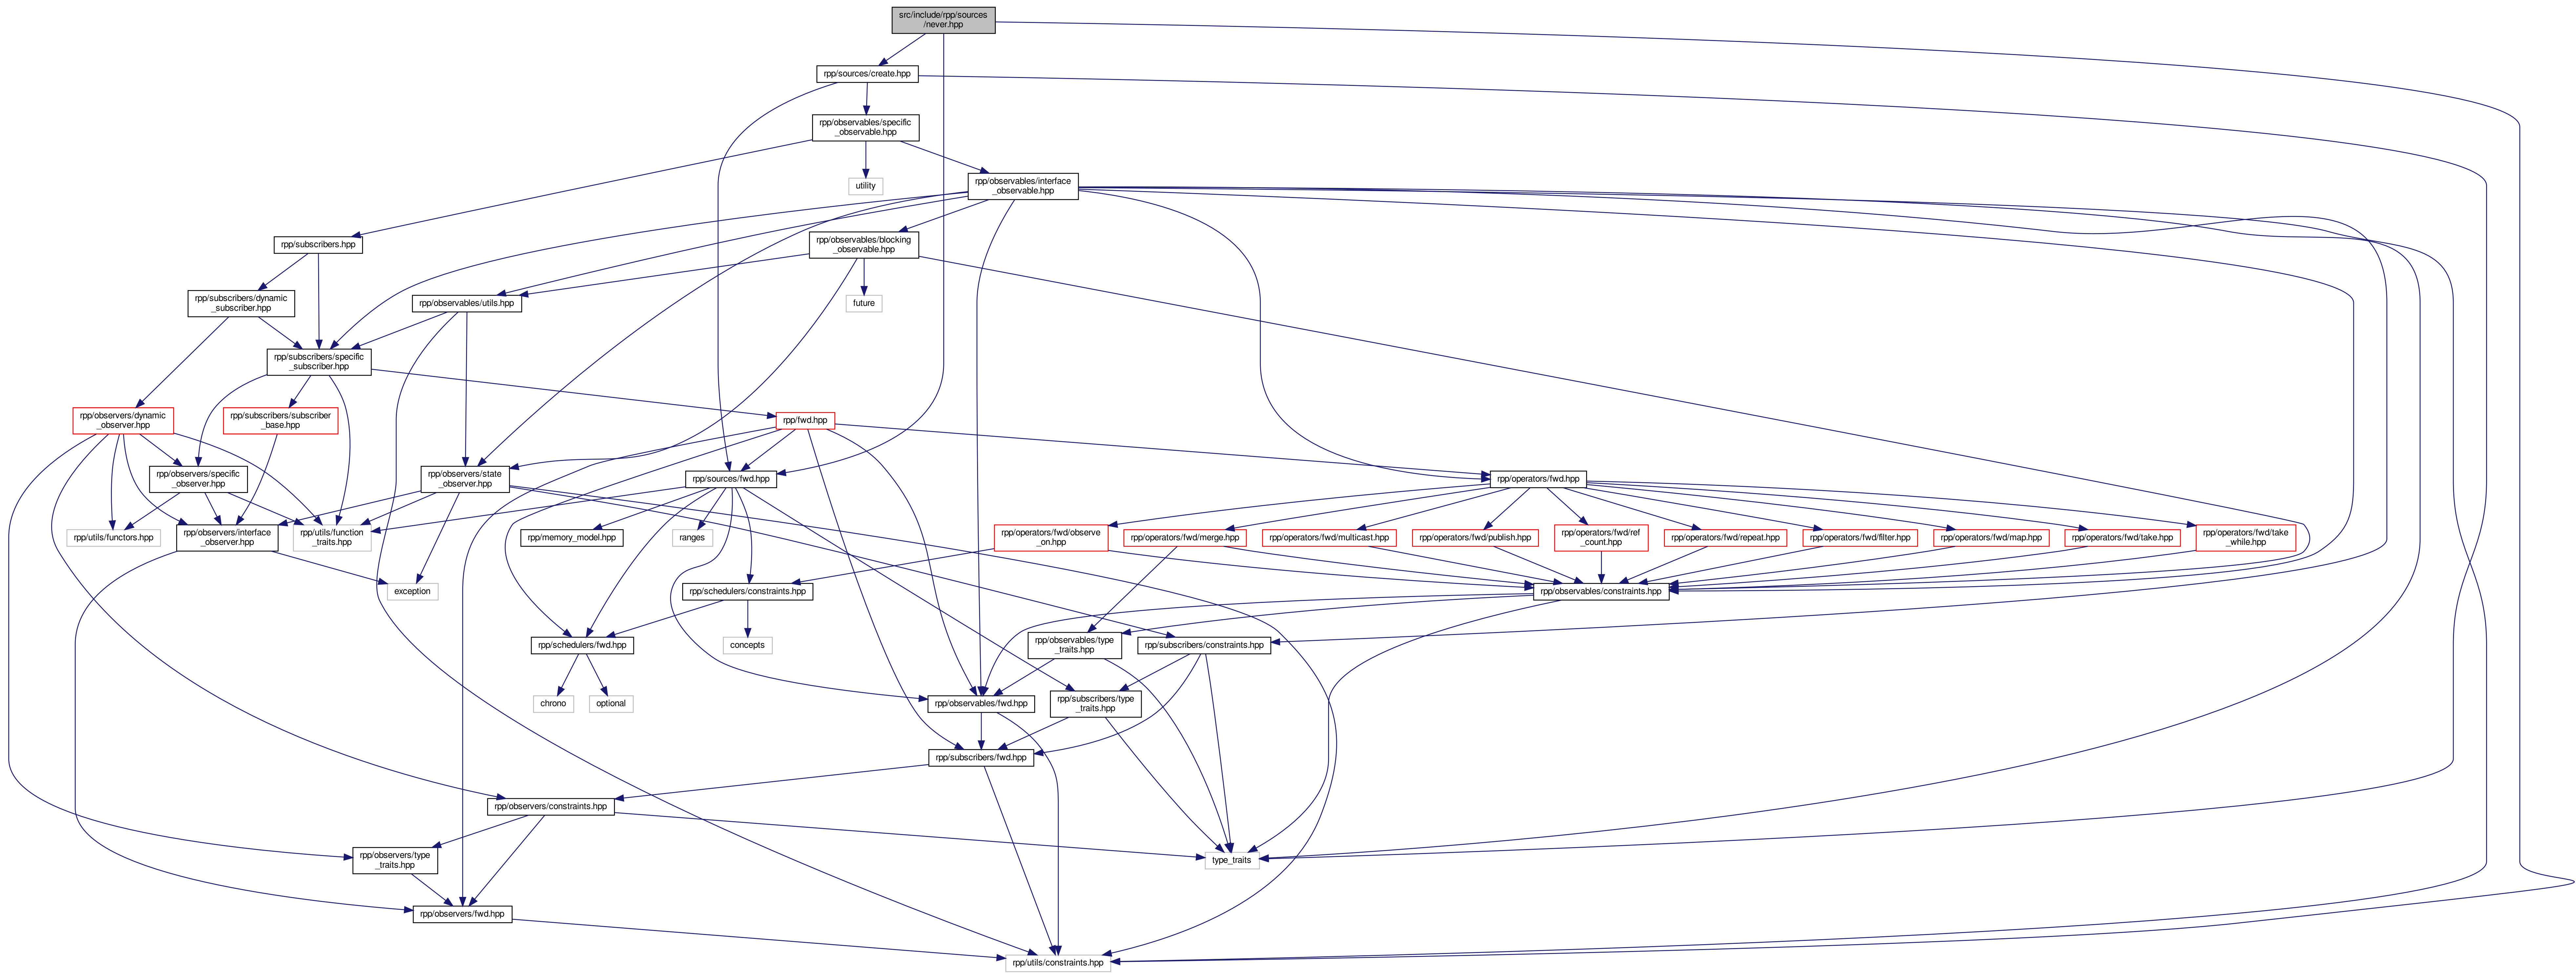 src/include/rpp/sources
/never.hpp
rpp/sources/create.hpp
rpp/observables/specific
_observable.hpp
utility
rpp/observables/interface
_observable.hpp
rpp/subscribers.hpp
rpp/observables/blocking
_observable.hpp
rpp/subscribers/dynamic
_subscriber.hpp
rpp/observables/utils.hpp
future
rpp/subscribers/specific
_subscriber.hpp
rpp/observers/dynamic
_observer.hpp
rpp/subscribers/subscriber
_base.hpp
rpp/fwd.hpp
rpp/observers/specific
_observer.hpp
rpp/observers/state
_observer.hpp
rpp/sources/fwd.hpp
rpp/operators/fwd.hpp
rpp/utils/functors.hpp
rpp/observers/interface
_observer.hpp
rpp/utils/function
_traits.hpp
rpp/memory_model.hpp
ranges
rpp/operators/fwd/observe
_on.hpp
rpp/operators/fwd/merge.hpp
rpp/operators/fwd/multicast.hpp
rpp/operators/fwd/publish.hpp
rpp/operators/fwd/ref
_count.hpp
rpp/operators/fwd/repeat.hpp
rpp/operators/fwd/filter.hpp
rpp/operators/fwd/map.hpp
rpp/operators/fwd/take.hpp
rpp/operators/fwd/take
_while.hpp
exception
rpp/schedulers/constraints.hpp
rpp/observables/constraints.hpp
rpp/schedulers/fwd.hpp
concepts
rpp/observables/type
_traits.hpp
rpp/subscribers/constraints.hpp
chrono
optional
rpp/observables/fwd.hpp
rpp/subscribers/type
_traits.hpp
rpp/subscribers/fwd.hpp
rpp/observers/constraints.hpp
rpp/observers/type
_traits.hpp
type_traits
rpp/observers/fwd.hpp
rpp/utils/constraints.hpp